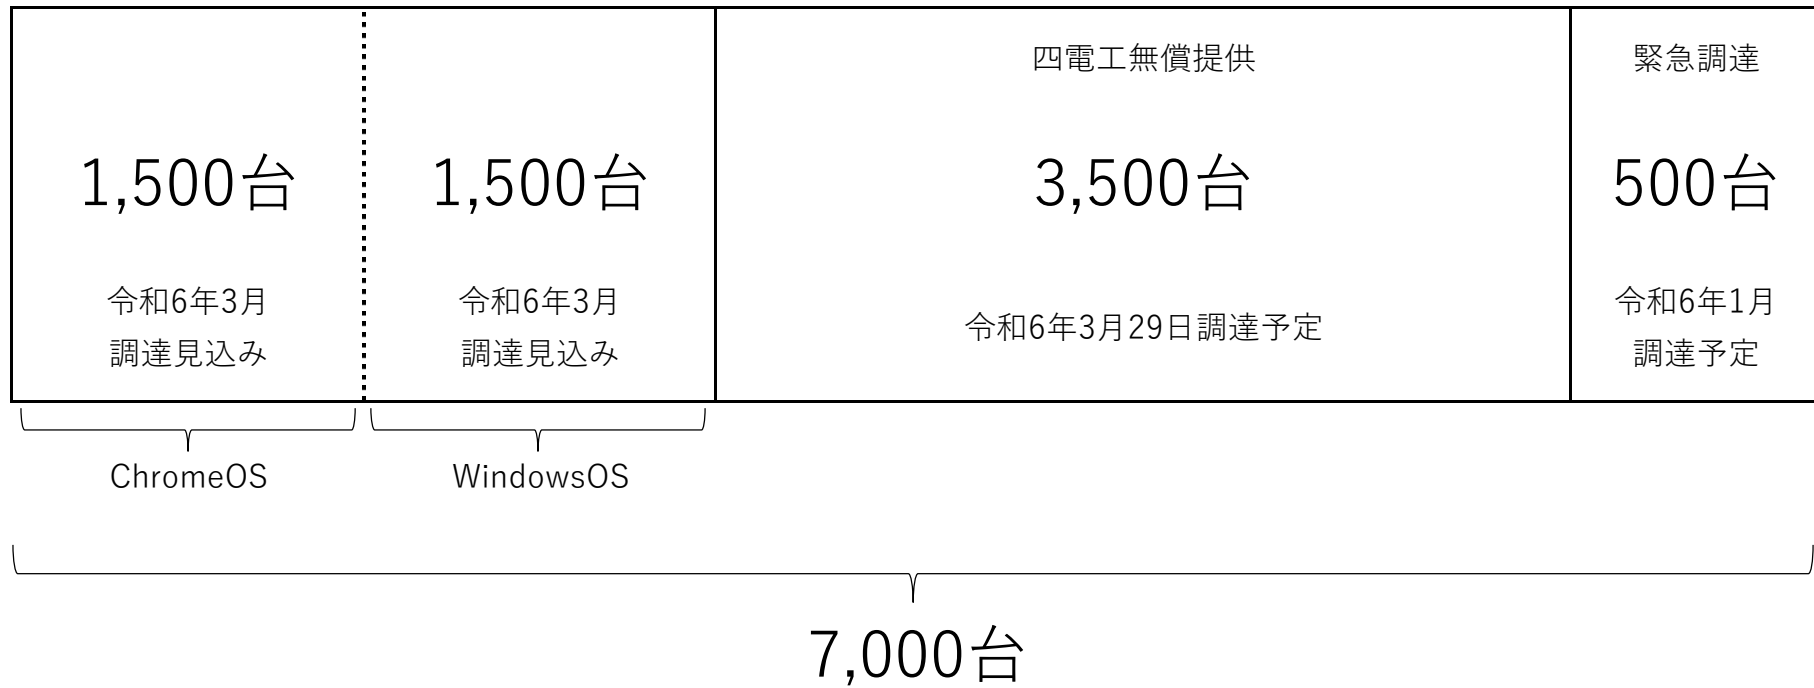 四電工無償提供
緊急調達
1,500台
1,500台
3,500台
500台
令和6年3月
調達見込み
令和6年3月
調達見込み
令和6年3月29日調達予定
令和6年1月
調達予定
ChromeOS
WindowsOS
7,000台